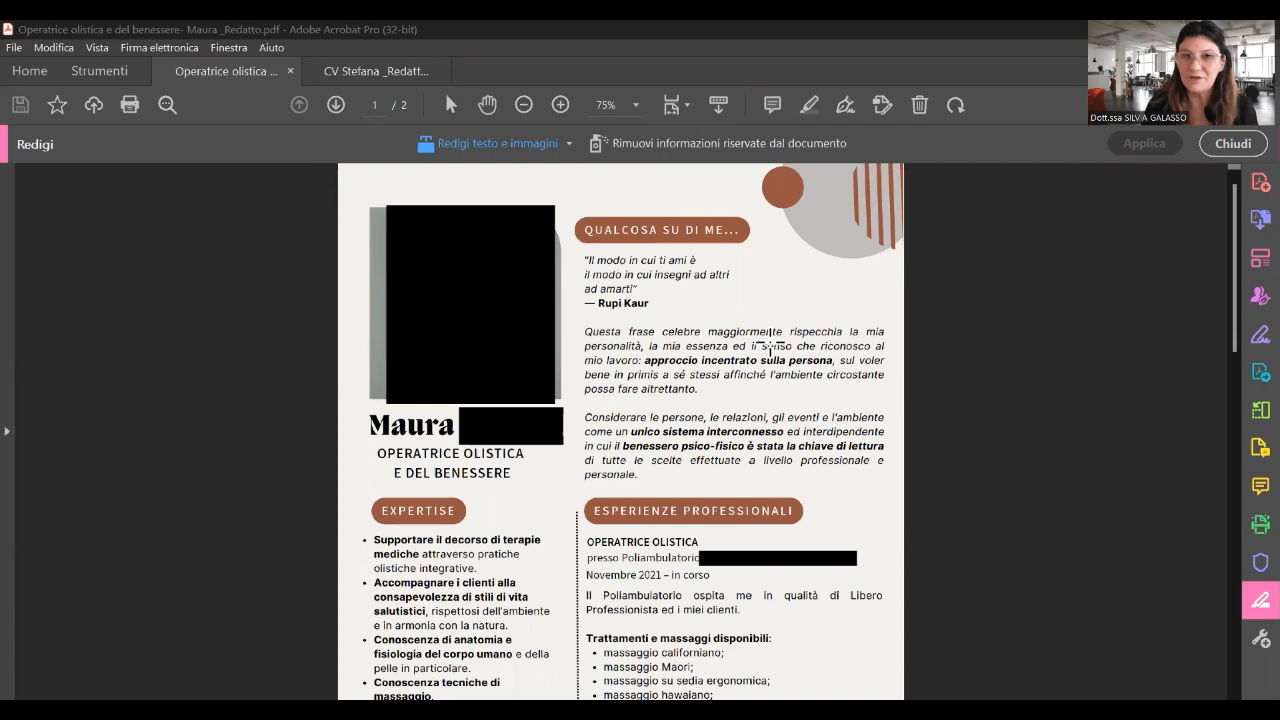 Operatrice olistica e del benessere- Maura _Redatto.pdf - Adobe Acrobat Pro (32-bit)
File Modifica Vista Firma elettronica Finestra Aiuto
Home Strumenti Operatrice olistica ... × CV Stefana _Redatt...
1 / 2 75%
Redigi Redigi testo e immagini Rimuovi informazioni riservate dal documento Applica Chiudi
Dott.ssa SILVIA GALASSO
Maura
OPERATRICE OLISTICA
E DEL BENESSERE
EXPERTISE
• Supportare il decorso di terapie
mediche attraverso pratiche
olistiche integrative.
• Accompagnare i clienti alla
consapevolezza di stili di vita
salutistici, rispettosi dell'ambiente
e in armonia con la natura.
• Conoscenza di anatomia e
fisiologia del corpo umano e della
pelle in particolare.
• Conoscenza tecniche di
massaggio.
QUALCOSA SU DI ME...
"Il modo in cui ti ami è
il modo in cui insegni ad altri
ad amarti"
— Rupi Kaur
Questa frase celebre maggiormente rispecchia la mia
personalità, la mia essenza ed il senso che riconosco al
mio lavoro: approccio incentrato sulla persona, sul voler
bene in primis a sé stessi affinché l'ambiente circostante
possa fare altrettanto.
Considerare le persone, le relazioni, gli eventi e l'ambiente
come un unico sistema interconnesso ed interdipendente
in cui il benessero psico-fisico è stata la chiave di lettura
di tutte le scelte effettuate a livello professionale e
personale.
ESPERIENZE PROFESSIONALI
OPERATRICE OLISTICA
presso Poliambulatorio
Novembre 2021 – in corso
Il Poliambulatorio ospita me in qualità di Libero
Professionista ed i miei clienti.
Trattamenti e massaggi disponibili:
• massaggio californiano;
• massaggio Maori;
• massaggio su sedia ergonomica;
• massaggio hawaiano;